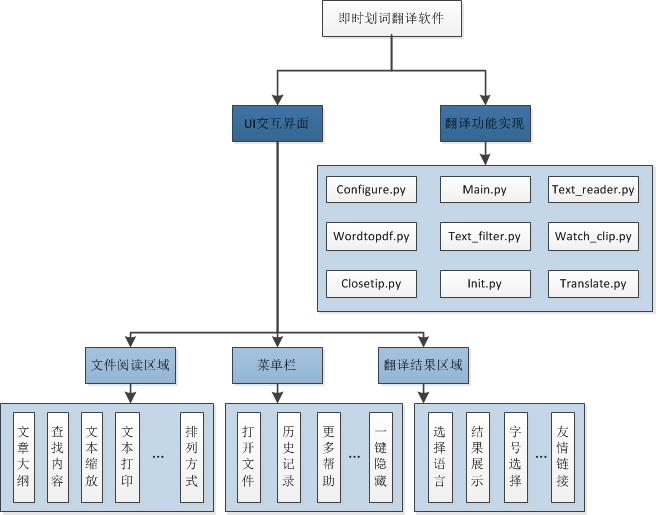 即时划词翻译软件
UI交互界面
翻译功能实现
Configure.py
Main.py
Text_reader.py
Wordtopdf.py
Text_filter.py
Watch_clip.py
Closetip.py
Init.py
Translate.py
文件阅读区域
菜单栏
翻译结果区域
文章大纲
查找内容
文本缩放
文本打印
...
排列方式
打开文件
历史记录
更多帮助
...
一键隐藏
选择语言
结果展示
字号选择
...
友情链接